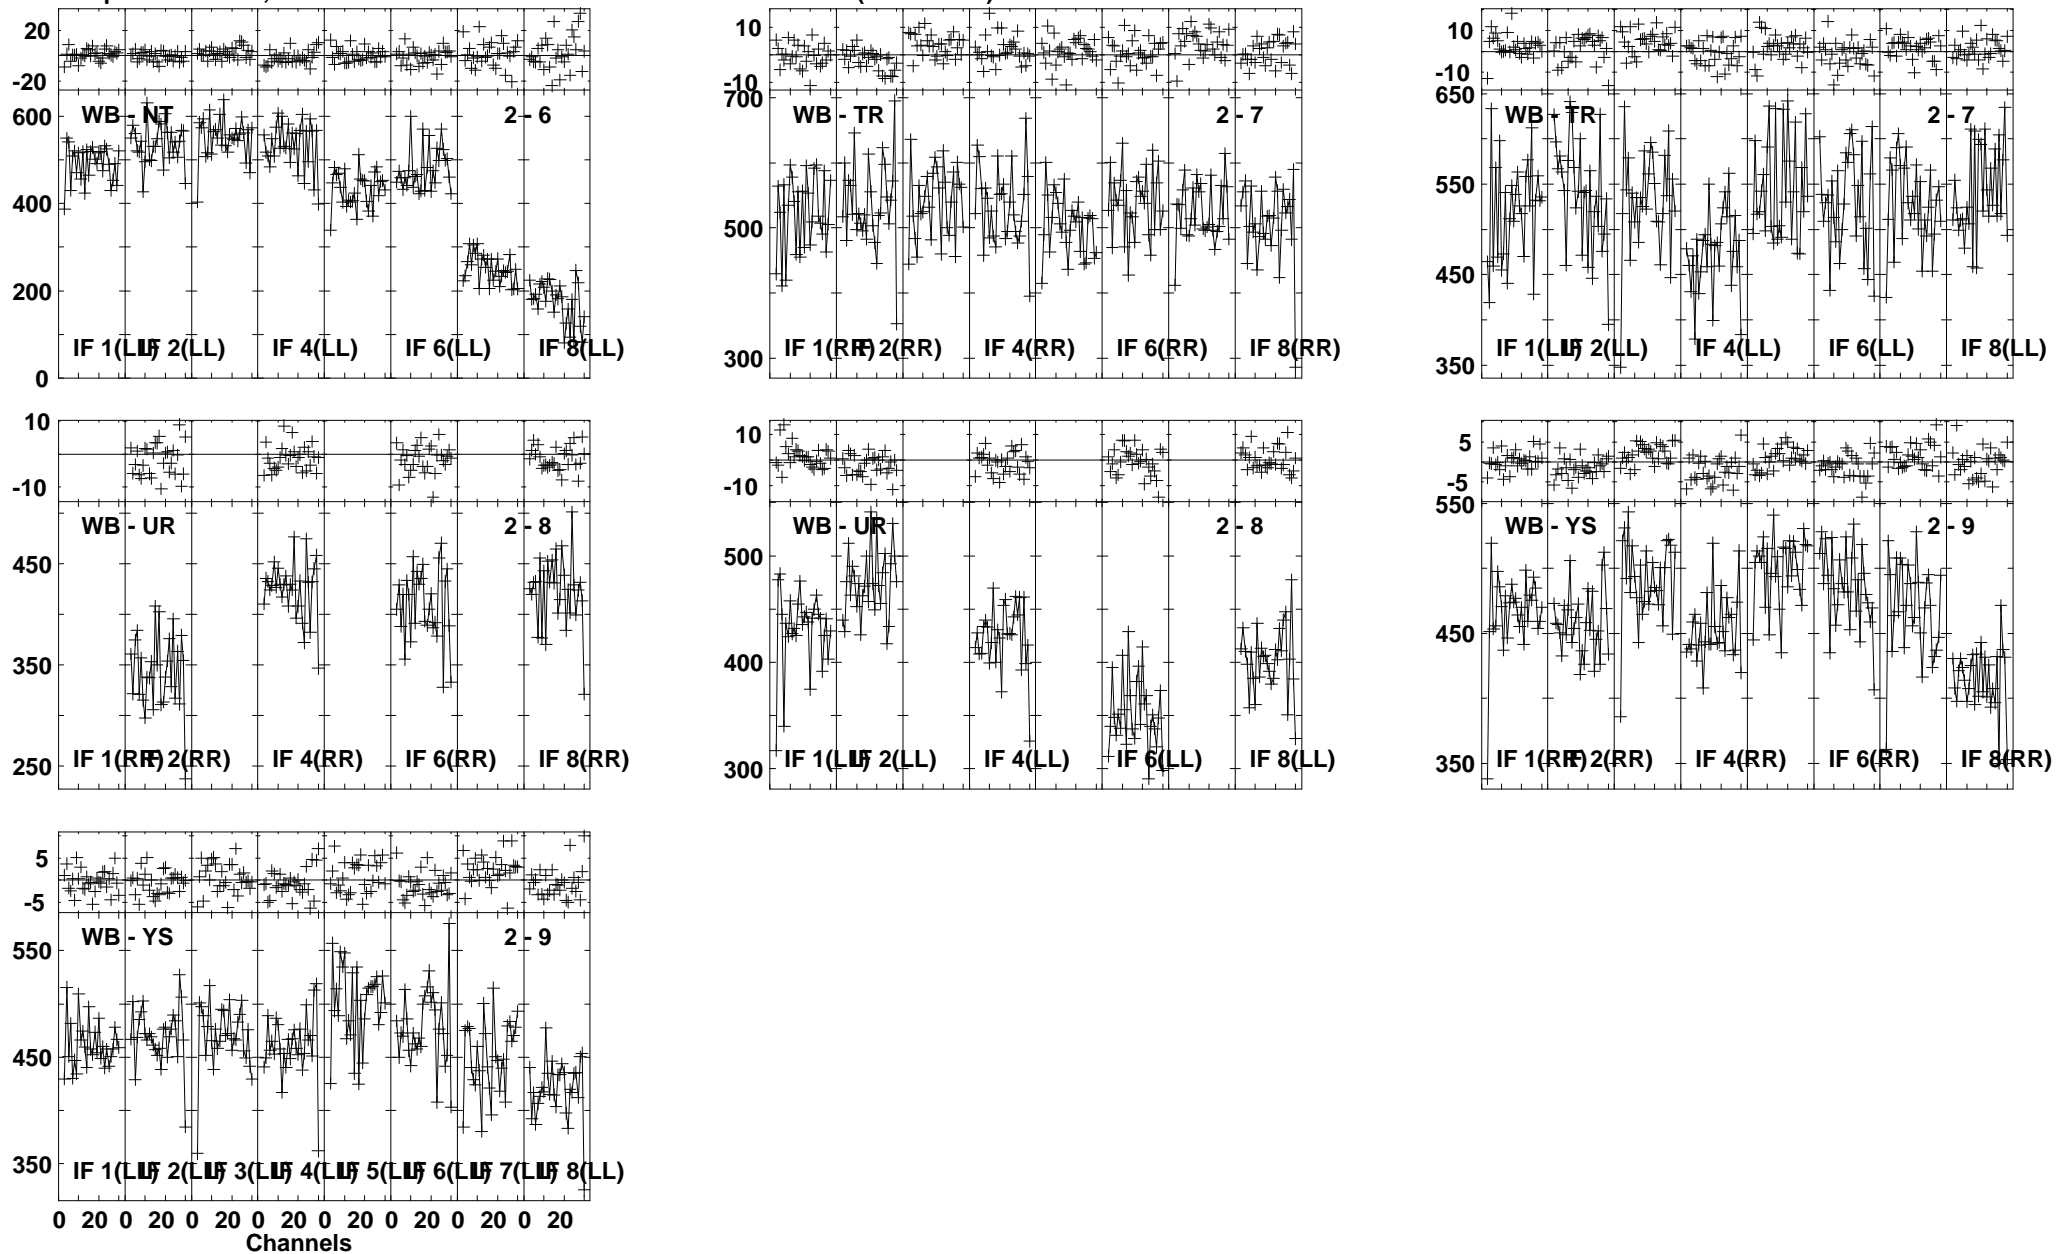 20
-20
600
400
200
0
WB - NT
2 - 6
IF 1(LL)
IF 2(LL)
IF 4(LL)
IF 6(LL)
IF 8(LL)
10
-10
700
500
300
WB - TR
2 - 7
IF 1(RR)
IF 2(RR)
IF 4(RR)
IF 6(RR)
IF 8(RR)
10
-10
650
550
450
350
WB - TR
2 - 7
IF 1(LL)
IF 2(LL)
IF 4(LL)
IF 6(LL)
IF 8(LL)
10
-10
450
350
250
WB - UR
2 - 8
IF 1(RR)
IF 2(RR)
IF 4(RR)
IF 6(RR)
IF 8(RR)
10
-10
500
400
300
WB - UR
2 - 8
IF 1(LL)
IF 2(LL)
IF 4(LL)
IF 6(LL)
IF 8(LL)
5
-5
550
450
350
WB - YS
2 - 9
IF 1(RR)
IF 2(RR)
IF 4(RR)
IF 6(RR)
IF 8(RR)
5
-5
550
450
350
WB - YS
2 - 9
IF 1(LL)
IF 2(LL)
IF 3(LL)
IF 4(LL)
IF 5(LL)
IF 6(LL)
IF 7(LL)
IF 8(LL)
0 20 0 20 0 20 0 20 0 20 0 20 0 20 0 20
Channels